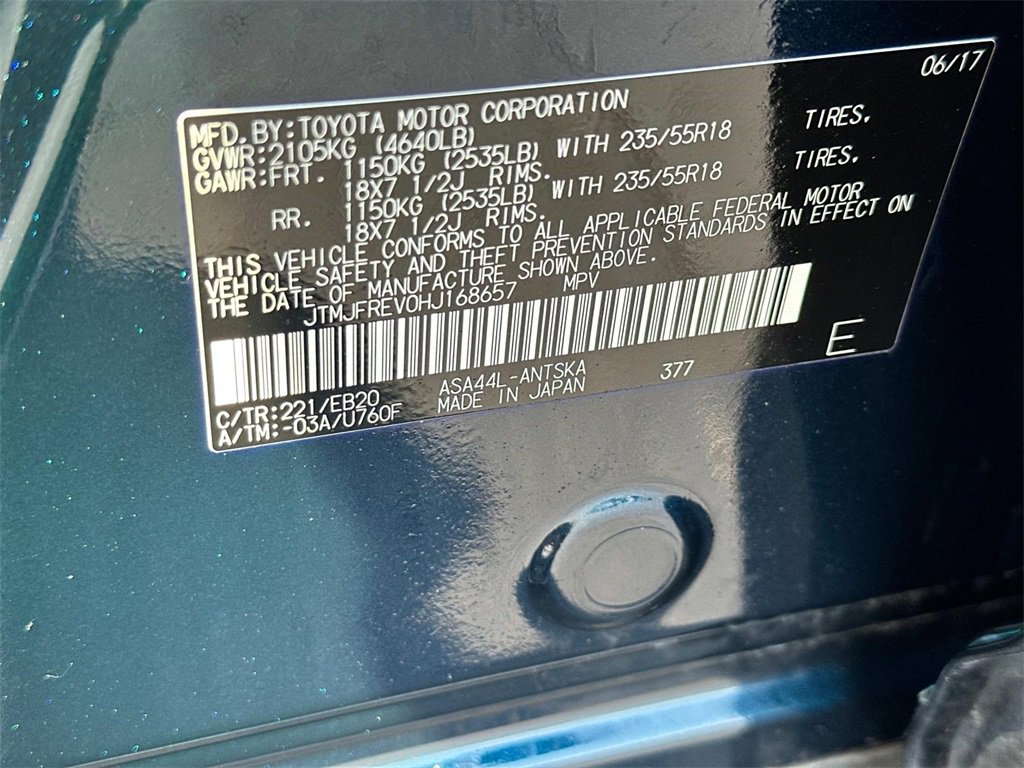 06/17
MFD. BY: TOYOTA MOTOR CORPORATION
GVWR: 2105KG (4640LB)
GAWR: FRT. 1150KG (2535LB) WITH 235/55R18 TIRES.
18X7 1/2J RIMS.
RR. 1150KG (2535LB) WITH 235/55R18 TIRES.
18X7 1/2J RIMS.
THIS VEHICLE CONFORMS TO ALL APPLICABLE FEDERAL MOTOR
VEHICLE SAFETY AND THEFT PREVENTION STANDARDS IN EFFECT ON
THE DATE OF MANUFACTURE SHOWN ABOVE.
JTMJFREV0HJ168657 MPV
E
C/TR: 221/EB20 ASA44L-ANTSKA 377
A/TM: -03A/U760F MADE IN JAPAN